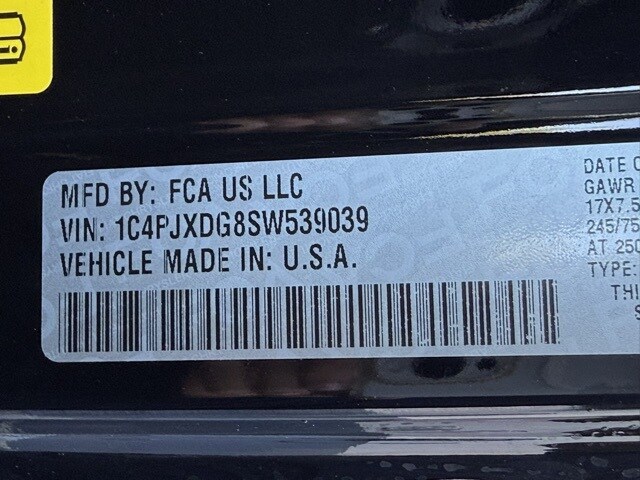 MFD BY: FCA US LLC
VIN: 1C4PJXDG8SW539039
VEHICLE MADE IN: U.S.A.
DATE O
GAWR
17X7.5
245/75
AT 250
TYPE:
THI
S